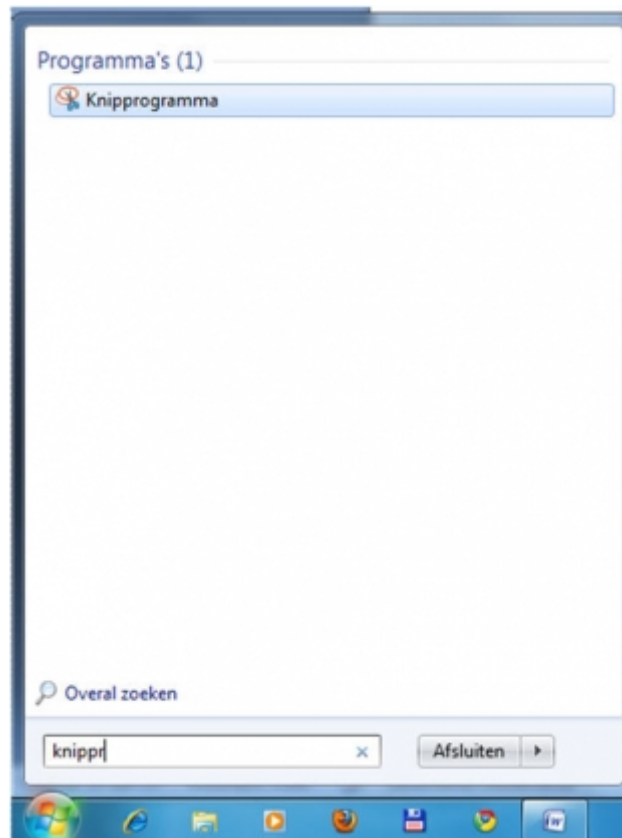 Programma's (1)
Knipprogramma
Overal zoeken
knippr
Afsluiten